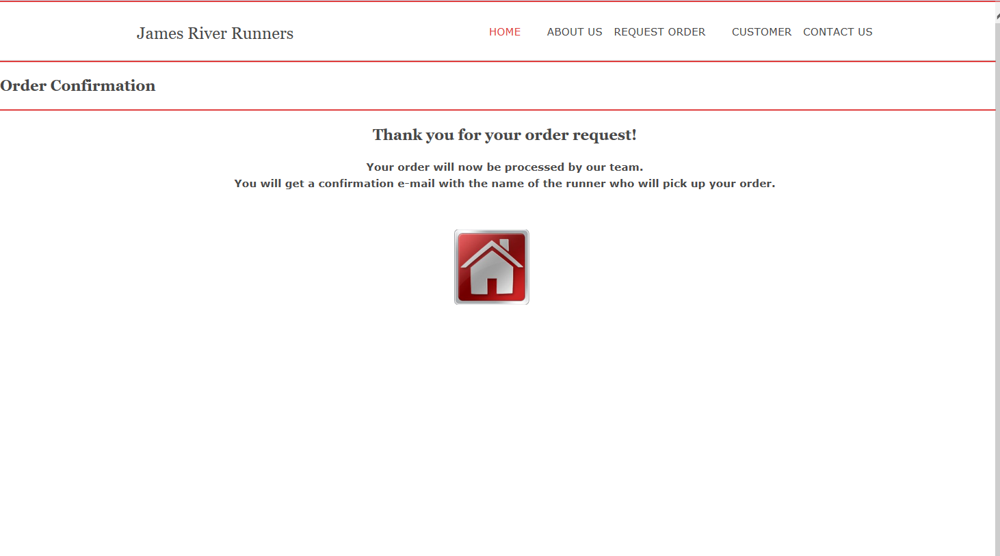 James River Runners
HOME ABOUT US REQUEST ORDER CUSTOMER CONTACT US
Order Confirmation
Thank you for your order request!
Your order will now be processed by our team.
You will get a confirmation e-mail with the name of the runner who will pick up your order.